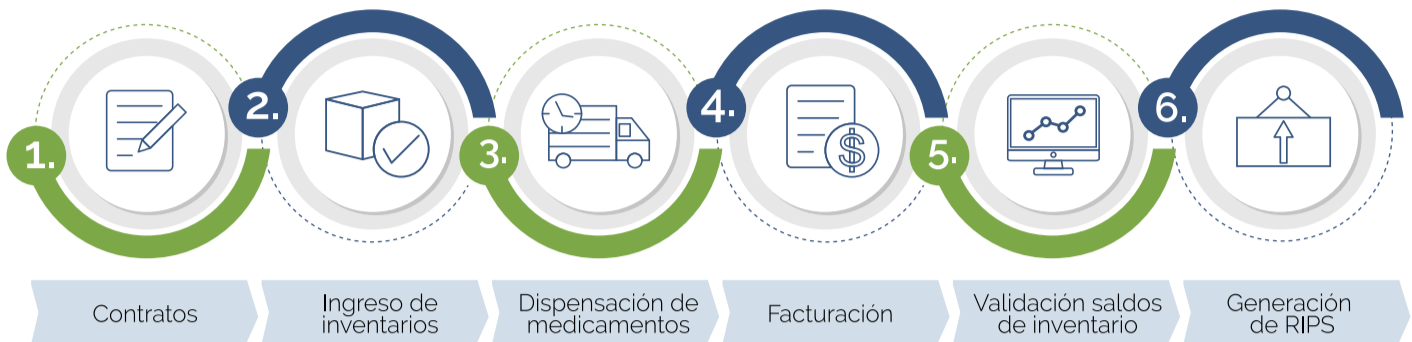 1.
2.
3.
4.
5.
6.
$
Contratos
Ingreso de
inventarios
Dispensación de
medicamentos
Facturación
Validación saldos
de inventario
Generación
de RIPS